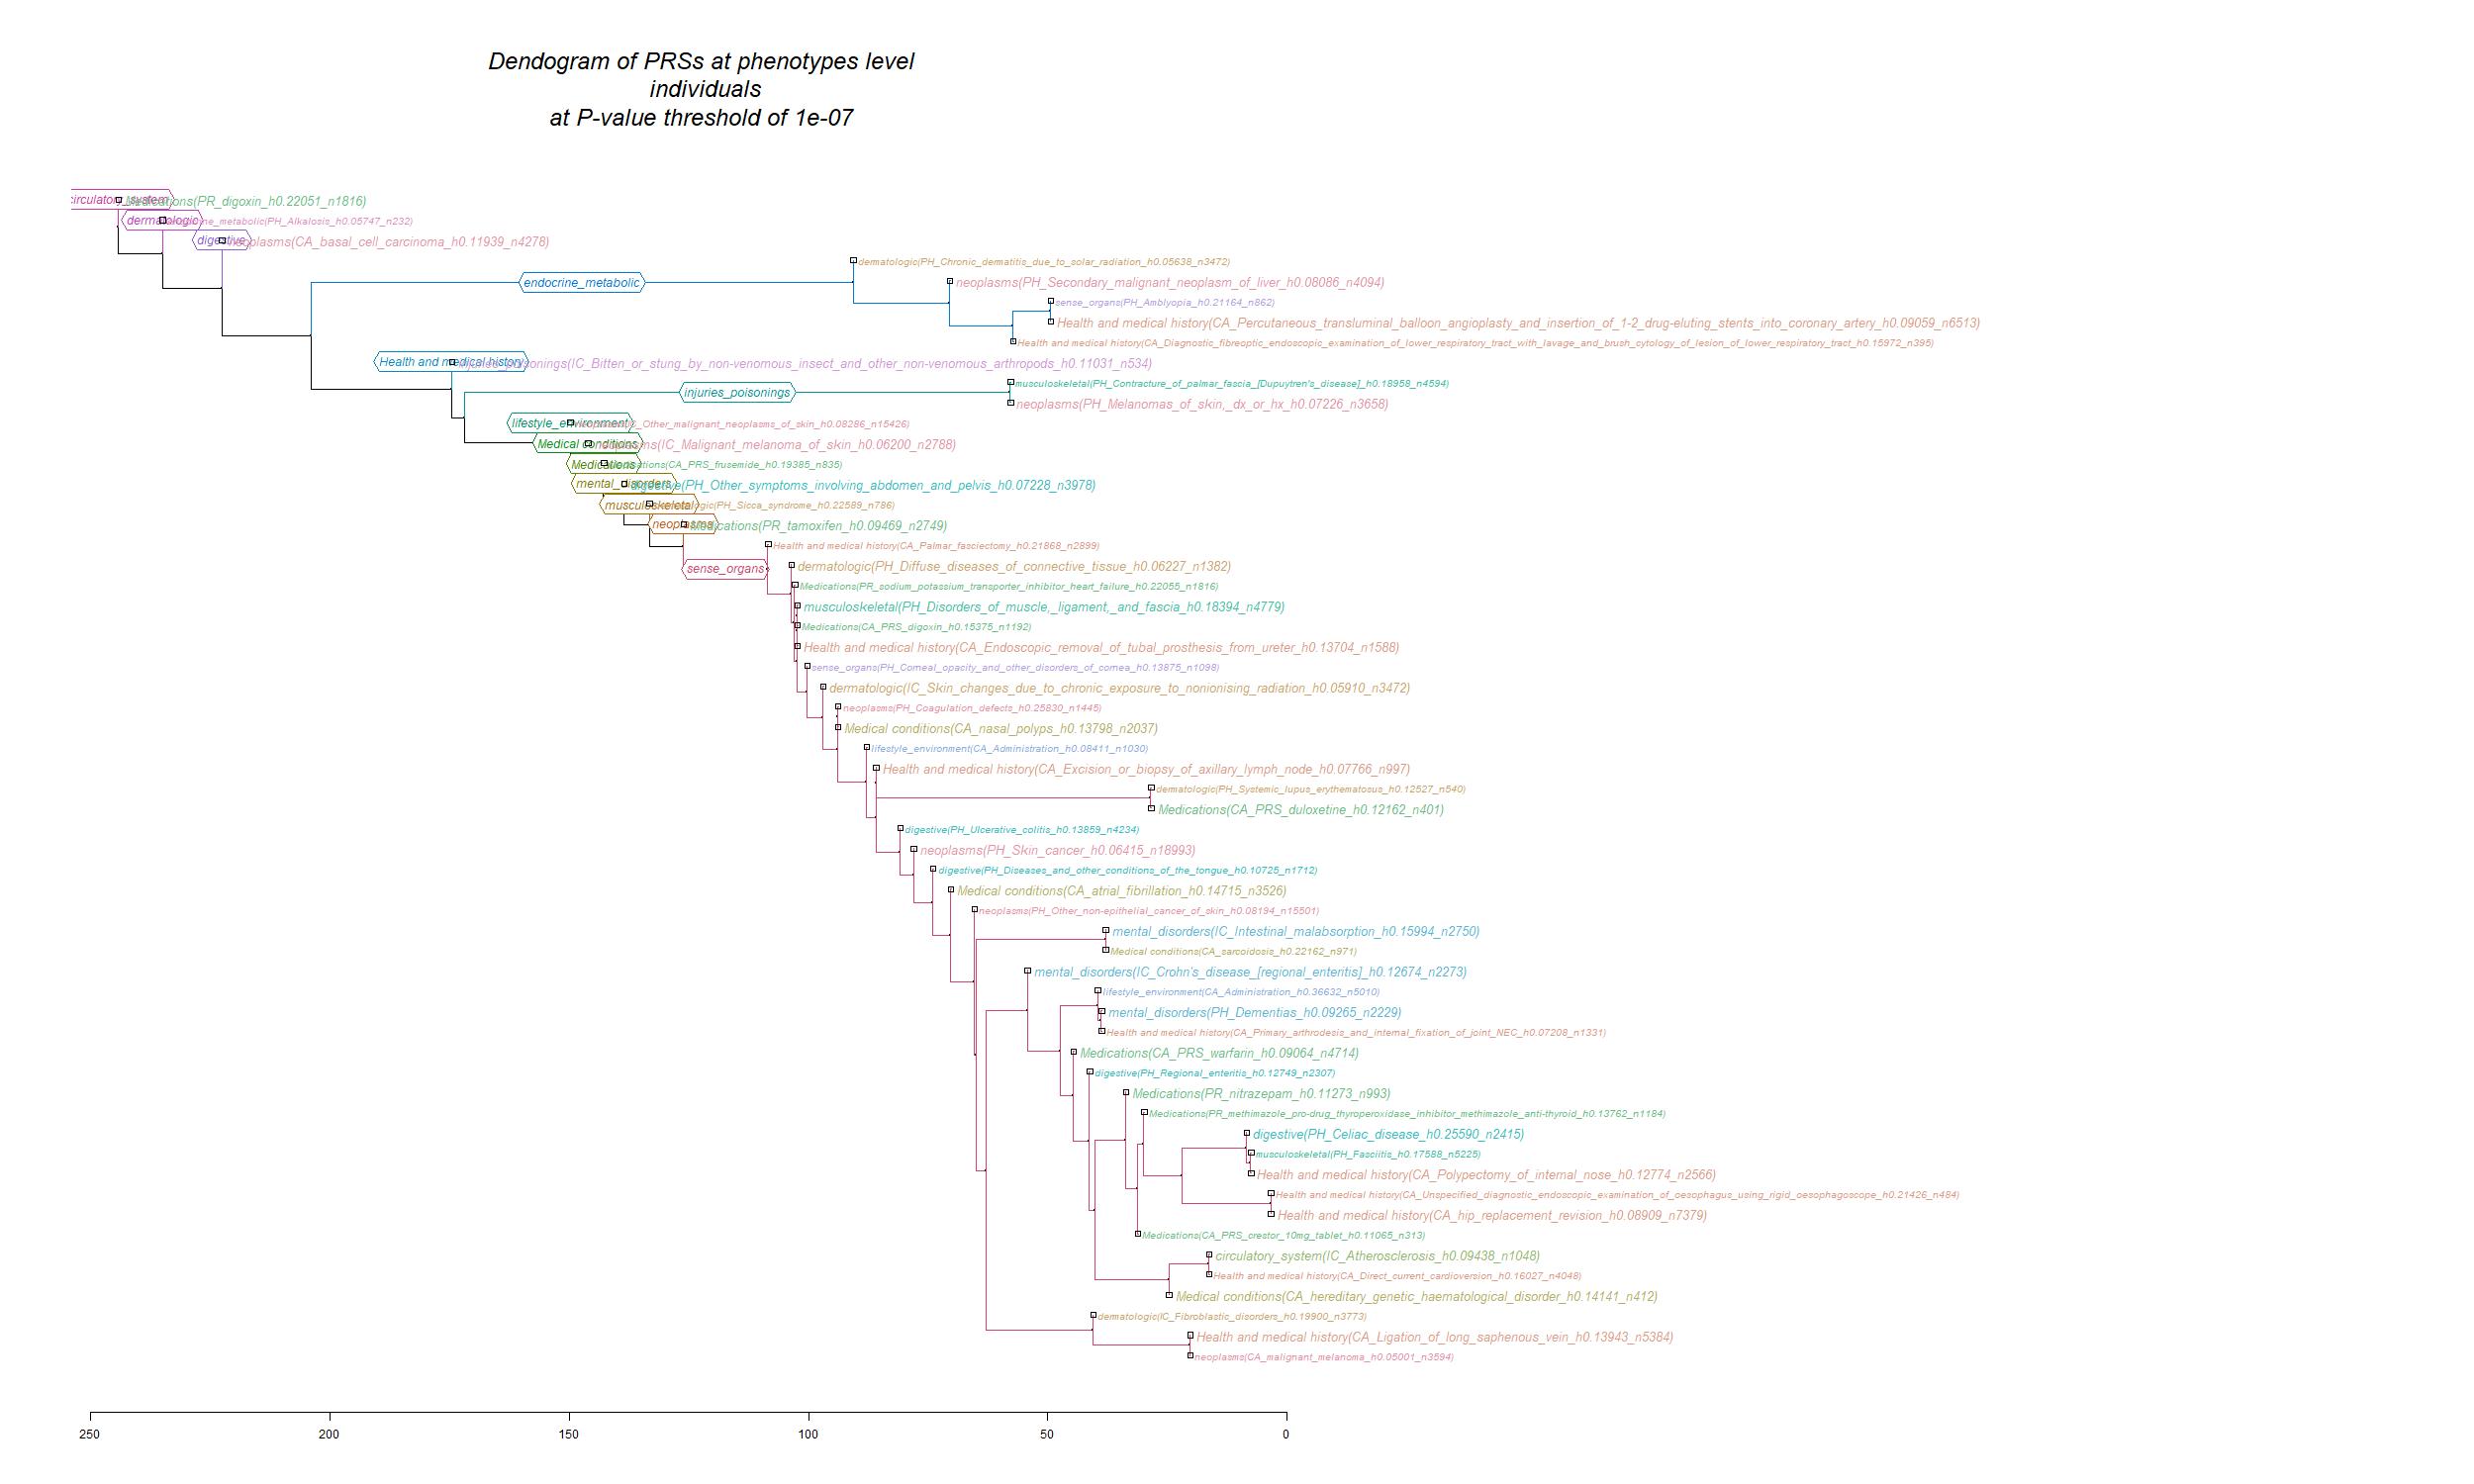 Dendogram of PRSs at phenotypes level
individuals
at P-value threshold of 1e-07
circulatory_system
Medications(PR_digoxin_h0.22051_n1816)
dermatologic
endocrine_metabolic(PH_Alkalosis_h0.05747_n232)
digestive
neoplasms(CA_basal_cell_carcinoma_h0.11939_n4278)
dermatologic(PH_Chronic_dermatitis_due_to_solar_radiation_h0.05638_n3472)
endocrine_metabolic
neoplasms(PH_Secondary_malignant_neoplasm_of_liver_h0.08086_n4094)
sense_organs(PH_Amblyopia_h0.21164_n862)
Health and medical history(CA_Percutaneous_transluminal_balloon_angioplasty_and_insertion_of_1-2_drug-eluting_stents_into_coronary_artery_h0.09059_n6513)
Health and medical history(CA_Diagnostic_fibreoptic_endoscopic_examination_of_lower_respiratory_tract_with_lavage_and_brush_cytology_of_lesion_of_lower_respiratory_tract_h0.15972_n395)
Health and medical history
injuries_poisonings(IC_Bitten_or_stung_by_non-venomous_insect_and_other_non-venomous_arthropods_h0.11031_n534)
musculoskeletal(PH_Contracture_of_palmar_fascia_[Dupuytren's_disease]_h0.18958_n4594)
injuries_poisonings
neoplasms(PH_Melanomas_of_skin,_dx_or_hx_h0.07226_n3658)
lifestyle_environment
neoplasms(IC_Other_malignant_neoplasms_of_skin_h0.08286_n15426)
Medical conditions
neoplasms(IC_Malignant_melanoma_of_skin_h0.06200_n2788)
Medications
Medications(CA_PRS_frusemide_h0.19385_n835)
mental_disorders
digestive(PH_Other_symptoms_involving_abdomen_and_pelvis_h0.07228_n3978)
musculoskeletal
dermatologic(PH_Sicca_syndrome_h0.22589_n786)
neoplasms
Medications(PR_tamoxifen_h0.09469_n2749)
Health and medical history(CA_Palmar_fasciectomy_h0.21868_n2899)
sense_organs
dermatologic(PH_Diffuse_diseases_of_connective_tissue_h0.06227_n1382)
Medications(PR_sodium_potassium_transporter_inhibitor_heart_failure_h0.22055_n1816)
musculoskeletal(PH_Disorders_of_muscle,_ligament,_and_fascia_h0.18394_n4779)
Medications(CA_PRS_digoxin_h0.15375_n1192)
Health and medical history(CA_Endoscopic_removal_of_tubal_prosthesis_from_ureter_h0.13704_n1588)
sense_organs(PH_Corneal_opacity_and_other_disorders_of_cornea_h0.13875_n1098)
dermatologic(IC_Skin_changes_due_to_chronic_exposure_to_nonionising_radiation_h0.05910_n3472)
neoplasms(PH_Coagulation_defects_h0.25830_n1445)
Medical conditions(CA_nasal_polyps_h0.13798_n2037)
lifestyle_environment(CA_Administration_h0.08411_n1030)
Health and medical history(CA_Excision_or_biopsy_of_axillary_lymph_node_h0.07766_n997)
dermatologic(PH_Systemic_lupus_erythematosus_h0.12527_n540)
Medications(CA_PRS_duloxetine_h0.12162_n401)
digestive(PH_Ulcerative_colitis_h0.13859_n4234)
neoplasms(PH_Skin_cancer_h0.06415_n18993)
digestive(PH_Diseases_and_other_conditions_of_the_tongue_h0.10725_n1712)
Medical conditions(CA_atrial_fibrillation_h0.14715_n3526)
neoplasms(PH_Other_non-epithelial_cancer_of_skin_h0.08194_n15501)
mental_disorders(IC_Intestinal_malabsorption_h0.15994_n2750)
Medical conditions(CA_sarcoidosis_h0.22162_n971)
mental_disorders(IC_Crohn's_disease_[regional_enteritis]_h0.12674_n2273)
lifestyle_environment(CA_Administration_h0.36632_n5010)
mental_disorders(PH_Dementias_h0.09265_n2229)
Health and medical history(CA_Primary_arthrodesis_and_internal_fixation_of_joint_NEC_h0.07208_n1331)
Medications(CA_PRS_warfarin_h0.09064_n4714)
digestive(PH_Regional_enteritis_h0.12749_n2307)
Medications(PR_nitrazepam_h0.11273_n993)
Medications(PR_methimazole_pro-drug_thyroperoxidase_inhibitor_methimazole_anti-thyroid_h0.13762_n1184)
digestive(PH_Celiac_disease_h0.25590_n2415)
musculoskeletal(PH_Fasciitis_h0.17588_n5225)
Health and medical history(CA_Polypectomy_of_internal_nose_h0.12774_n2566)
Health and medical history(CA_Unspecified_diagnostic_endoscopic_examination_of_oesophagus_using_rigid_oesophagoscope_h0.21426_n484)
Health and medical history(CA_hip_replacement_revision_h0.08909_n7379)
Medications(CA_PRS_crestor_10mg_tablet_h0.11065_n313)
circulatory_system(IC_Atherosclerosis_h0.09438_n1048)
Health and medical history(CA_Direct_current_cardioversion_h0.16027_n4048)
Medical conditions(CA_hereditary_genetic_haematological_disorder_h0.14141_n412)
dermatologic(IC_Fibroblastic_disorders_h0.19900_n3773)
Health and medical history(CA_Ligation_of_long_saphenous_vein_h0.13943_n5384)
neoplasms(CA_malignant_melanoma_h0.05001_n3594)
250 200 150 100 50 0